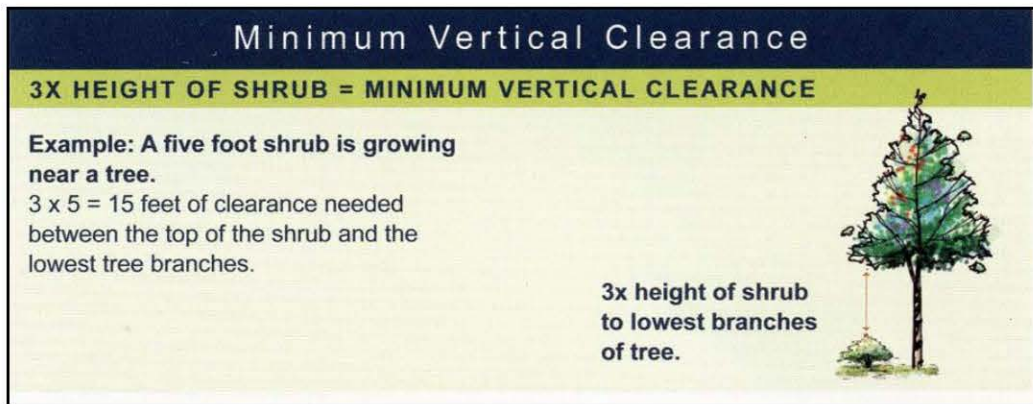 Minimum Vertical Clearance
3X HEIGHT OF SHRUB = MINIMUM VERTICAL CLEARANCE
Example: A five foot shrub is growing
near a tree.
3 x 5 = 15 feet of clearance needed
between the top of the shrub and the
lowest tree branches.
3x height of shrub
to lowest branches
of tree.